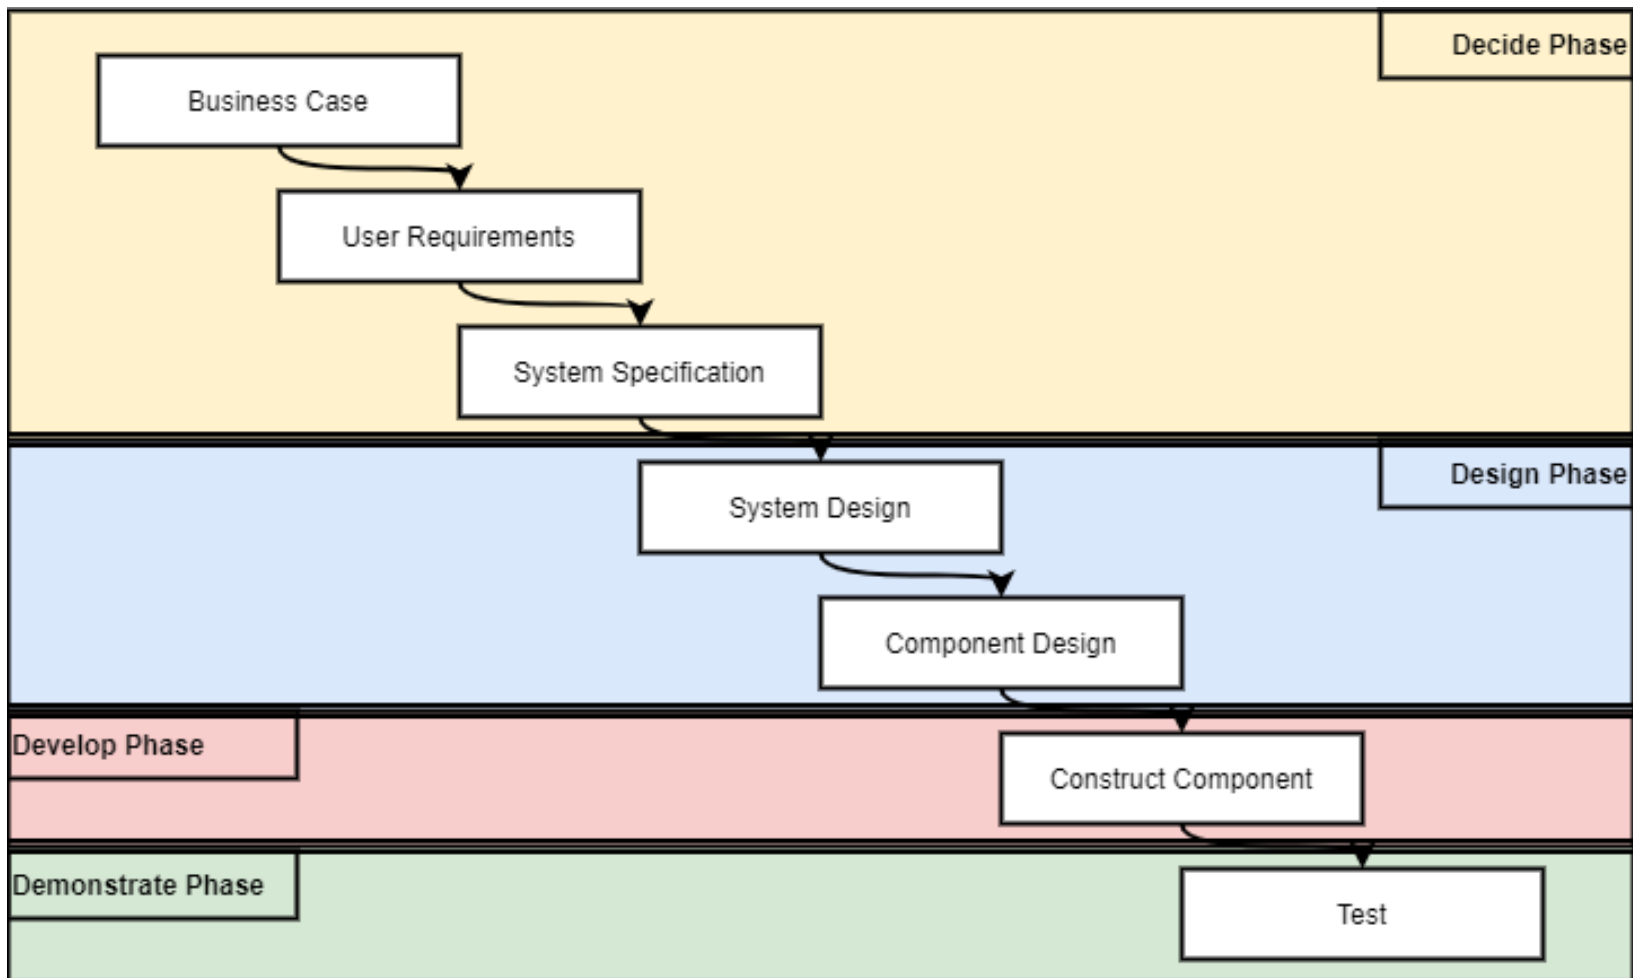 Decide Phase
Business Case
User Requirements
System Specification
Design Phase
System Design
Component Design
Develop Phase
Construct Component
Demonstrate Phase
Test